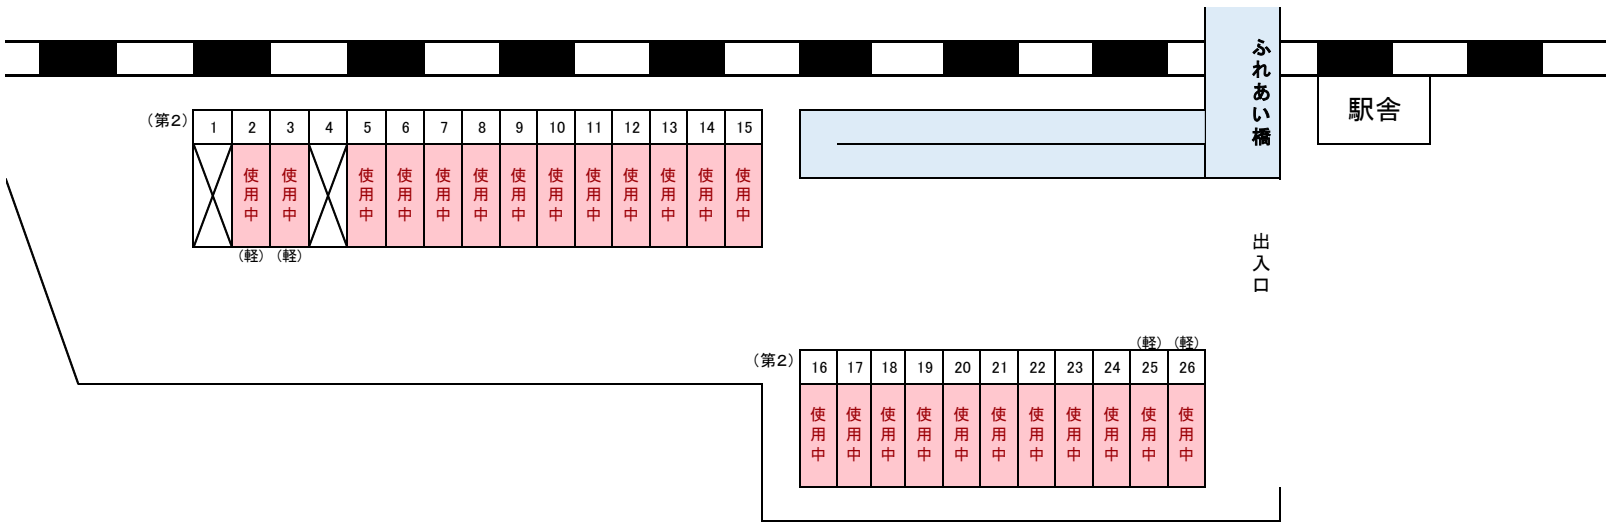 ふれあい橋
駅舎
（第2） 1 2 3 4 5 6 7 8 9 10 11 12 13 14 15
使用中 使用中 使用中 使用中 使用中 使用中 使用中 使用中 使用中 使用中 使用中 使用中 使用中
（軽） （軽）
出入口
（軽） （軽）
（第2） 16 17 18 19 20 21 22 23 24 25 26
使用中 使用中 使用中 使用中 使用中 使用中 使用中 使用中 使用中 使用中 使用中